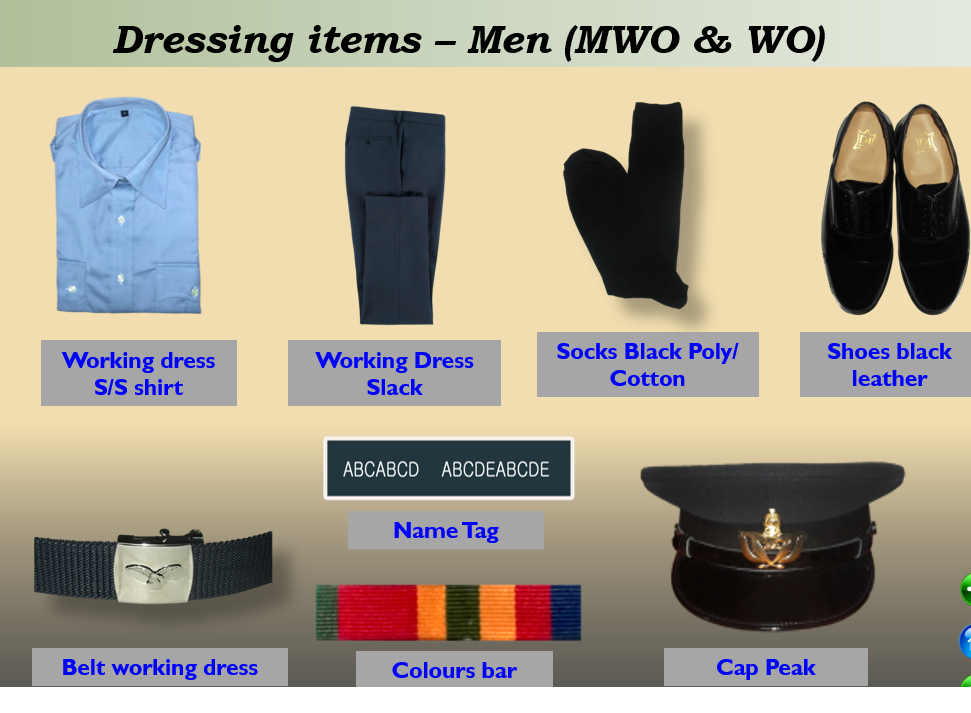 Dressing items – Men (MWO & WO)
Working dress
S/S shirt
Working Dress
Slack
Socks Black Poly/
Cotton
Shoes black
leather
ABCABCD ABCDEABCDE
Name Tag
Belt working dress
Colours bar
Cap Peak